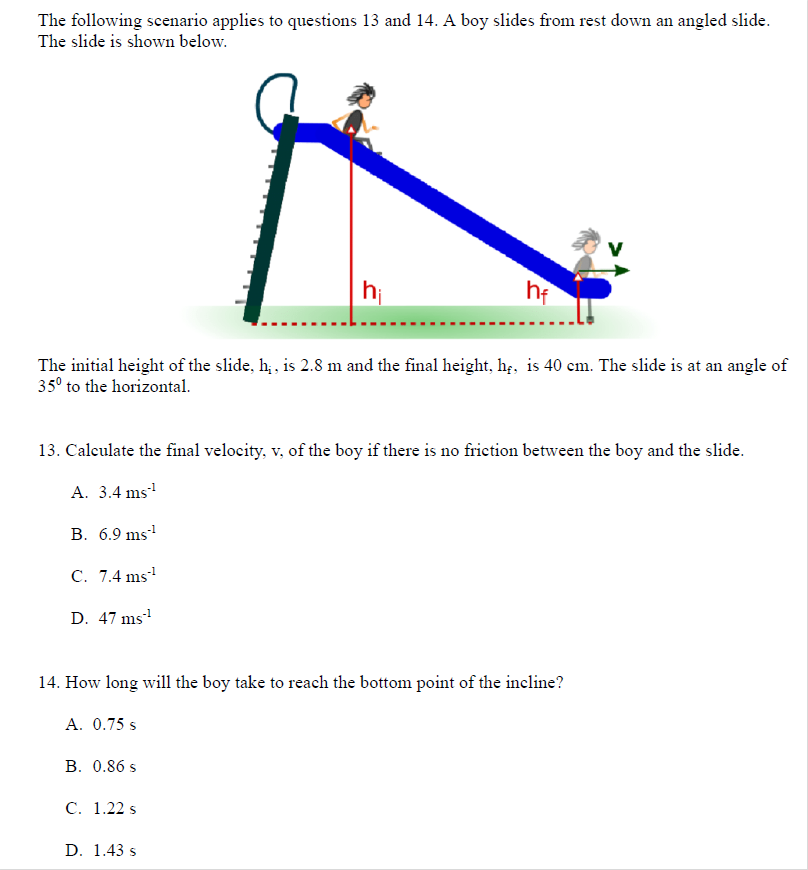 The following scenario applies to questions 13 and 14. A boy slides from rest down an angled slide.
The slide is shown below.
v
hᵢ
h_f
The initial height of the slide, hᵢ, is 2.8 m and the final height, h_f, is 40 cm. The slide is at an angle of
35⁰ to the horizontal.
13. Calculate the final velocity, v, of the boy if there is no friction between the boy and the slide.
A. 3.4 ms⁻¹
B. 6.9 ms⁻¹
C. 7.4 ms⁻¹
D. 47 ms⁻¹
14. How long will the boy take to reach the bottom point of the incline?
A. 0.75 s
B. 0.86 s
C. 1.22 s
D. 1.43 s